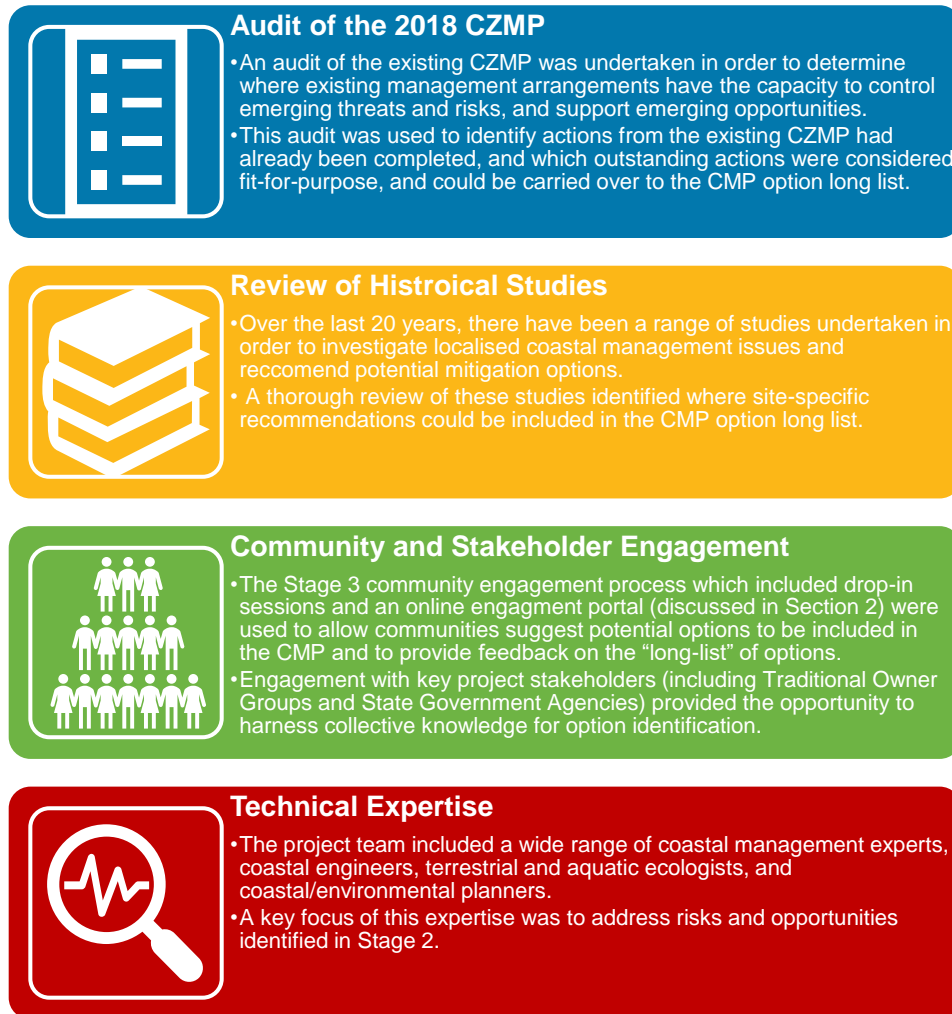 Audit of the 2018 CZMP
•An audit of the existing CZMP was undertaken in order to determine
where existing management arrangements have the capacity to control
emerging threats and risks, and support emerging opportunities.
•This audit was used to identify actions from the existing CZMP had
already been completed, and which outstanding actions were considered
fit-for-purpose, and could be carried over to the CMP option long list.
Review of Histroical Studies
•Over the last 20 years, there have been a range of studies undertaken in
order to investigate localised coastal management issues and
reccomend potential mitigation options.
• A thorough review of these studies identified where site-specific
recommendations could be included in the CMP option long list.
Community and Stakeholder Engagement
•The Stage 3 community engagement process which included drop-in
sessions and an online engagment portal (discussed in Section 2) were
used to allow communities suggest potential options to be included in
the CMP and to provide feedback on the “long-list” of options.
•Engagement with key project stakeholders (including Traditional Owner
Groups and State Government Agencies) provided the opportunity to
harness collective knowledge for option identification.
Technical Expertise
•The project team included a wide range of coastal management experts,
coastal engineers, terrestrial and aquatic ecologists, and
coastal/environmental planners.
•A key focus of this expertise was to address risks and opportunities
identified in Stage 2.